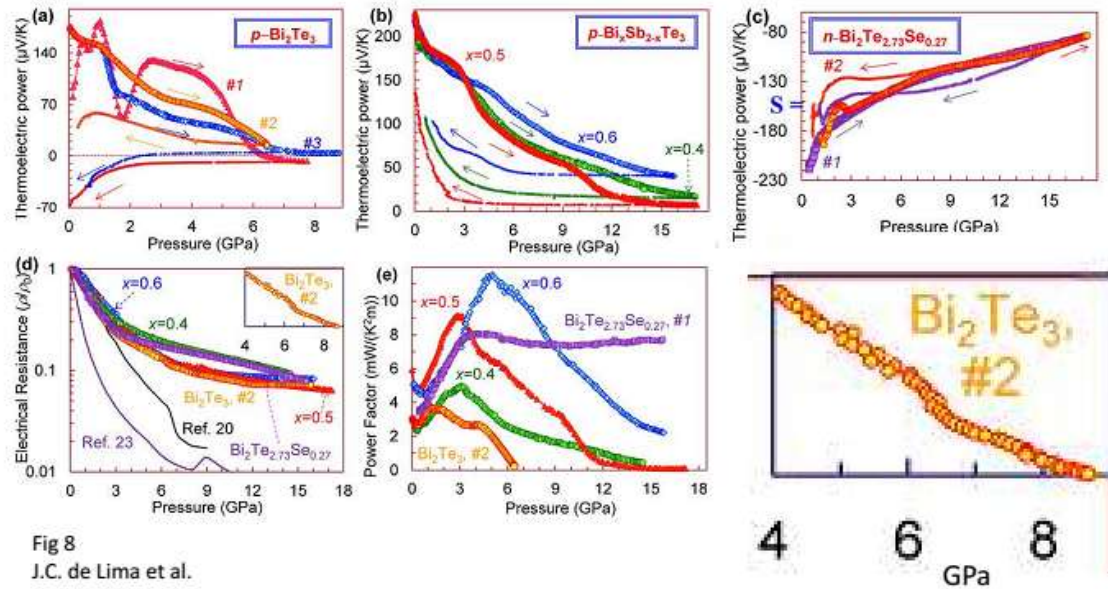 (a)
p–Bi₂Te₃
Thermoelectric power (µV/K)
140
70
0
-70
#1
#2
#3
0 2 4 6 8
Pressure (GPa)
(b)
p-BiₓSb₂₋ₓTe₃
Thermoelectric power (µV/K)
200
150
100
50
0
x=0.5
x=0.6
x=0.4
0 3 6 9 12 15
Pressure (GPa)
(c)
n-Bi₂Te₂.₇₃Se₀.₂₇
Thermoelectric power (µV/K)
-80
-130
S =
-180
-230
#2
#1
0 3 6 9 12 15
Pressure (GPa)
(d)
Electrical Resistance (ρ/ρ₀)
1
0.1
0.01
x=0.6
x=0.4
Bi₂Te₃,
#2
4 6 8
Bi₂Te₃, #2
x=0.5
Ref. 20
Ref. 23
Bi₂Te₂.₇₃Se₀.₂₇
0 3 6 9 12 15 18
Pressure (GPa)
(e)
Power Factor (mW/(K²m))
10
8
6
4
2
0
x=0.6
x=0.5
Bi₂Te₂.₇₃Se₀.₂₇, #1
x=0.4
Bi₂Te₃, #2
0 3 6 9 12 15 18
Pressure (GPa)
Bi₂Te₃,
#2
4 6 8
GPa
Fig 8
J.C. de Lima et al.